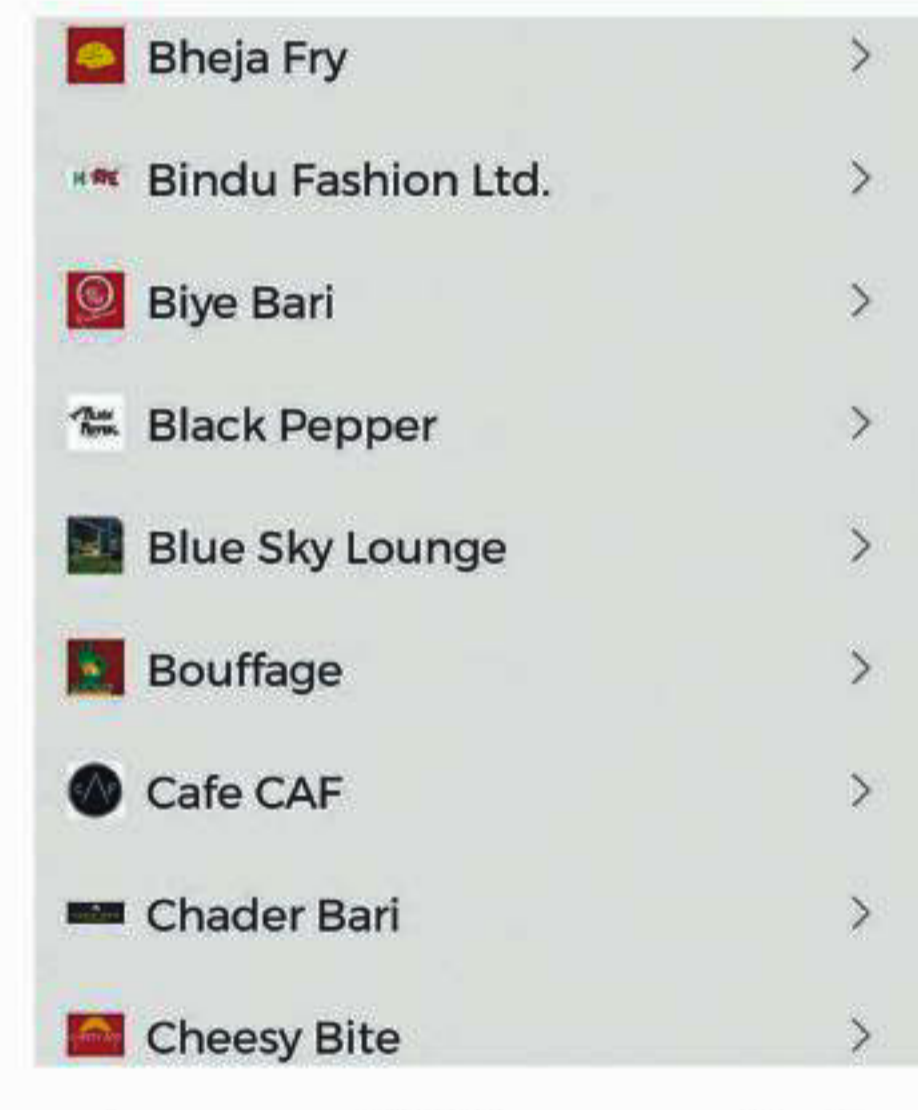 Bheja Fry
Bindu Fashion Ltd.
Biye Bari
Black Pepper
Blue Sky Lounge
Bouffage
Cafe CAF
Chader Bari
Cheesy Bite